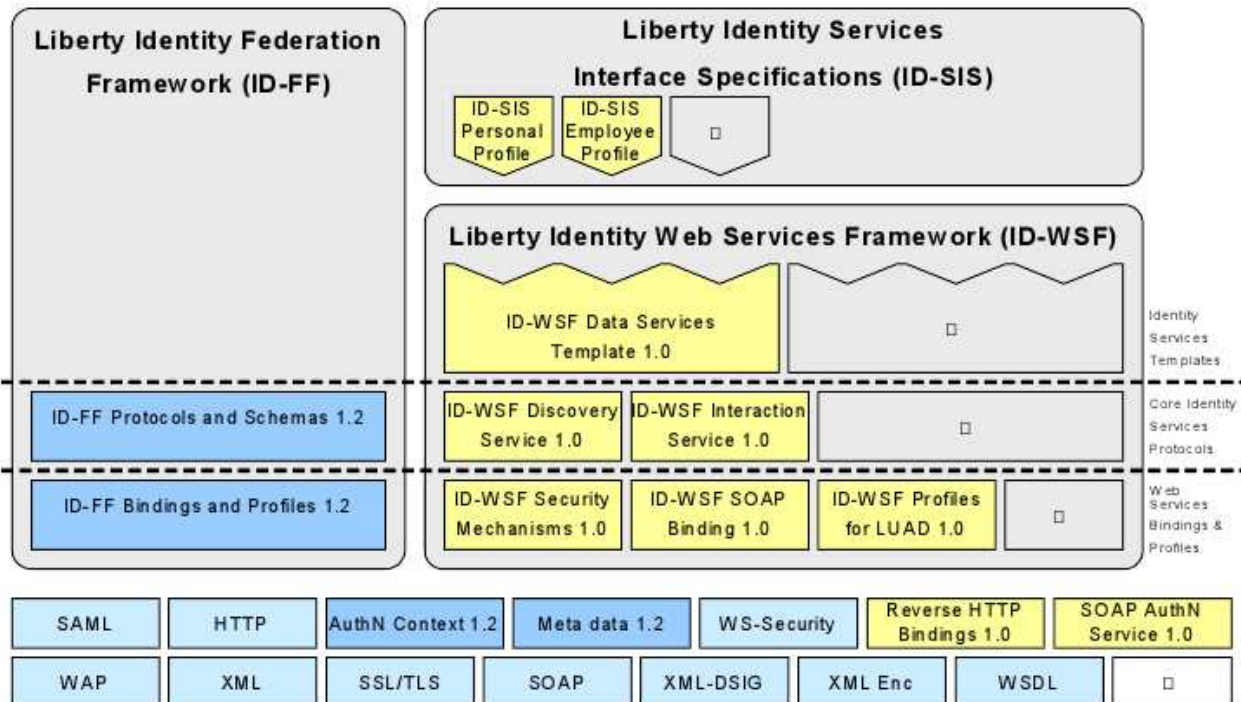 Liberty Identity Federation
Framework (ID-FF)
Liberty Identity Services
Interface Specifications (ID-SIS)
ID-SIS
Personal
Profile
ID-SIS
Employee
Profile
Liberty Identity Web Services Framework (ID-WSF)
ID-WSF Data Services
Template 1.0
Identity
Services
Templates
ID-FF Protocols and Schemas 1.2
ID-WSF Discovery
Service 1.0
ID-WSF Interaction
Service 1.0
Core Identity
Services
Protocols
ID-FF Bindings and Profiles 1.2
ID-WSF Security
Mechanisms 1.0
ID-WSF SOAP
Binding 1.0
ID-WSF Profiles
for LUAD 1.0
Web
Services
Bindings &
Profiles
SAML
HTTP
AuthN Context 1.2
Meta data 1.2
WS-Security
Reverse HTTP
Bindings 1.0
SOAP AuthN
Service 1.0
WAP
XML
SSL/TLS
SOAP
XML-DSIG
XML Enc
WSDL